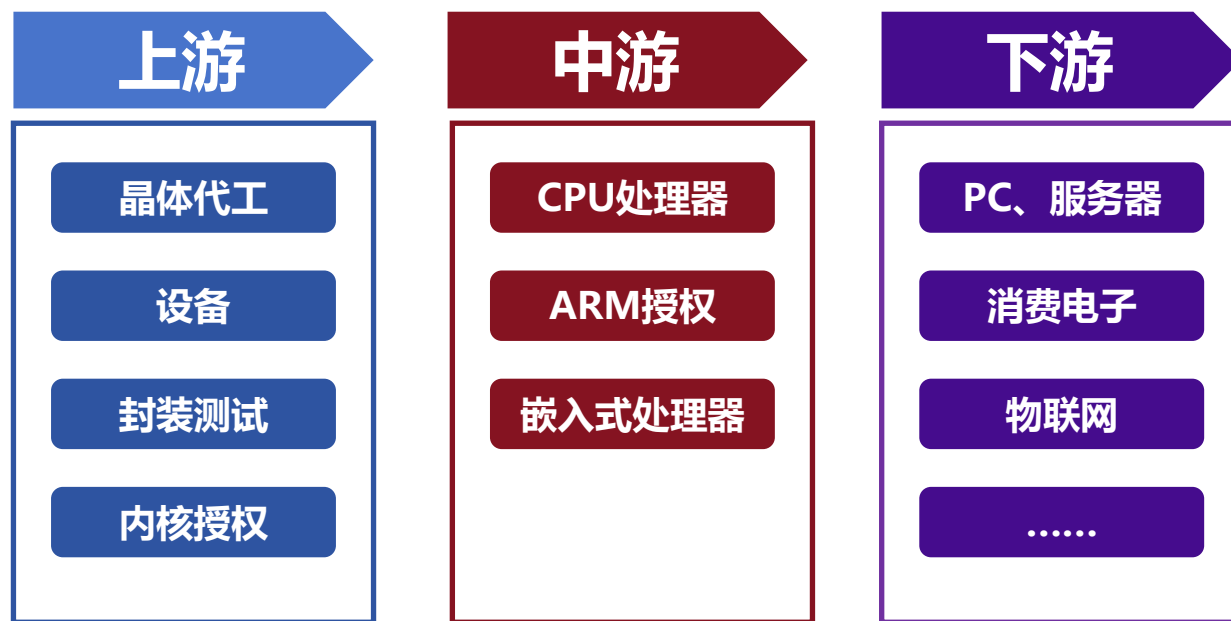 上游
晶体代工
设备
封装测试
内核授权
中游
CPU处理器
ARM授权
嵌入式处理器
下游
PC、服务器
消费电子
物联网
……